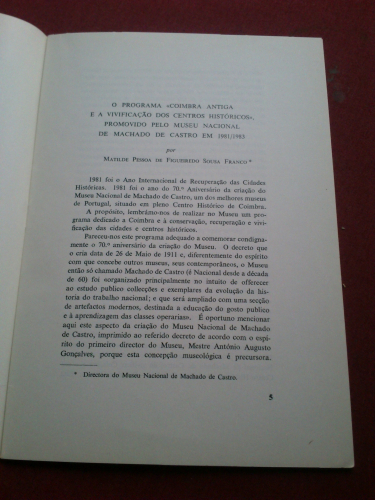 O PROGRAMA «COIMBRA ANTIGA
E A VIVIFICAÇÃO DOS CENTROS HISTÓRICOS»,
PROMOVIDO PELO MUSEU NACIONAL
DE MACHADO DE CASTRO EM 1981/1983
por
MATILDE PESSOA DE FIGUEIREDO SOUSA FRANCO *
1981 foi o Ano Internacional de Recuperação das Cidades
Históricas. 1981 foi o ano do 70.º Aniversário da criação do
Museu Nacional de Machado de Castro, um dos melhores museus
de Portugal, situado em pleno Centro Histórico de Coimbra.
A propósito, lembrámo-nos de realizar no Museu um pro-
grama dedicado a Coimbra e à conservação, recuperação e vivi-
ficação das cidades e centros históricos.
Pareceu-nos este programa adequado a comemorar condigna-
mente o 70.º aniversário da criação do Museu. O decreto que
o cria data de 26 de Maio de 1911 e, diferentemente do espírito
com que concebe outros museus, seus contemporâneos, o Museu
então só chamado Machado de Castro (é Nacional desde a década
de 60) foi «organizado principalmente no intuito de offerecer
ao estudo publico collecções e exemplares da evolução da his-
toria do trabalho nacional; e que será ampliado com uma secção
de artefactos modernos, destinada a educação do gosto publico
e à aprendizagem das classes operarias». É oportuno mencionar
aqui este aspecto da criação do Museu Nacional de Machado
de Castro, imprimido ao referido decreto de acordo com o espí-
rito do primeiro director do Museu, Mestre António Augusto
Gonçalves, porque esta concepção museológica é precursora.
* Directora do Museu Nacional de Machado de Castro.
5